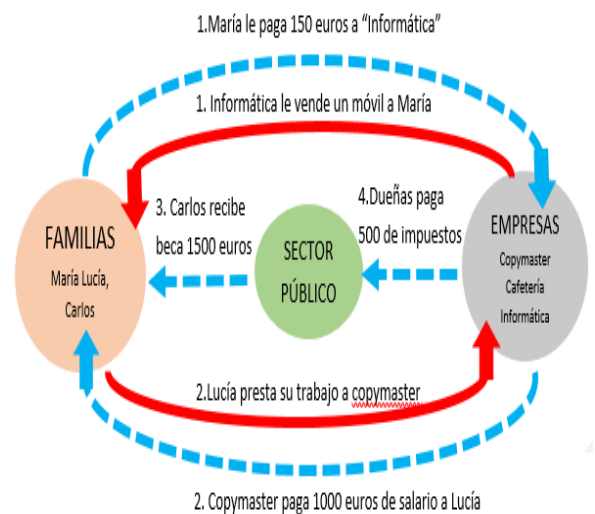 1.María le paga 150 euros a “Informática”
1. Informática le vende un móvil a María
3. Carlos recibe
beca 1500 euros
4.Dueñas paga
500 de impuestos
FAMILIAS
María Lucía,
Carlos
SECTOR
PÚBLICO
EMPRESAS
Copymaster
Cafetería
Informática
2.Lucía presta su trabajo a copymaster
2. Copymaster paga 1000 euros de salario a Lucía